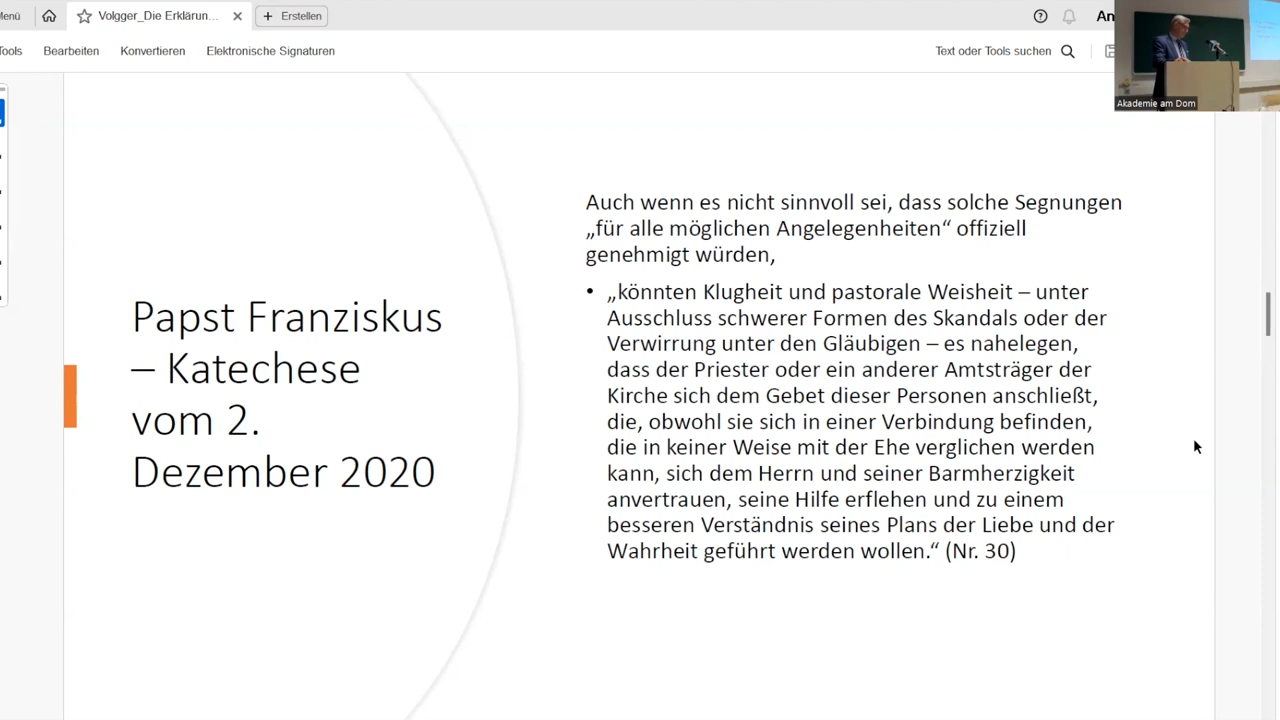 Menü
Volgger_Die Erklärun...
Erstellen
An
Tools
Bearbeiten
Konvertieren
Elektronische Signaturen
Text oder Tools suchen
Akademie am Dom
Papst Franziskus
– Katechese
vom 2.
Dezember 2020
Auch wenn es nicht sinnvoll sei, dass solche Segnungen
„für alle möglichen Angelegenheiten“ offiziell
genehmigt würden,
• „könnten Klugheit und pastorale Weisheit – unter
Ausschluss schwerer Formen des Skandals oder der
Verwirrung unter den Gläubigen – es nahelegen,
dass der Priester oder ein anderer Amtsträger der
Kirche sich dem Gebet dieser Personen anschließt,
die, obwohl sie sich in einer Verbindung befinden,
die in keiner Weise mit der Ehe verglichen werden
kann, sich dem Herrn und seiner Barmherzigkeit
anvertrauen, seine Hilfe erflehen und zu einem
besseren Verständnis seines Plans der Liebe und der
Wahrheit geführt werden wollen.“ (Nr. 30)